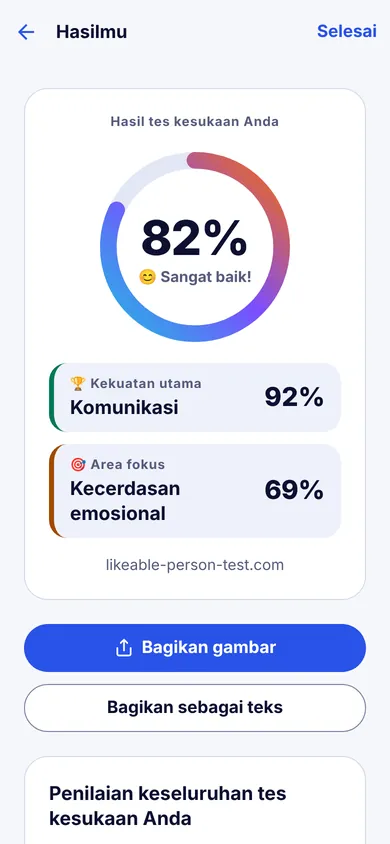 Hasilmu
Selesai
Hasil tes kesukaan Anda
82%
😊 Sangat baik!
🏆 Kekuatan utama
Komunikasi
92%
🎯 Area fokus
Kecerdasan
emosional
69%
likeable-person-test.com
Bagikan gambar
Bagikan sebagai teks
Penilaian keseluruhan tes
kesukaan Anda